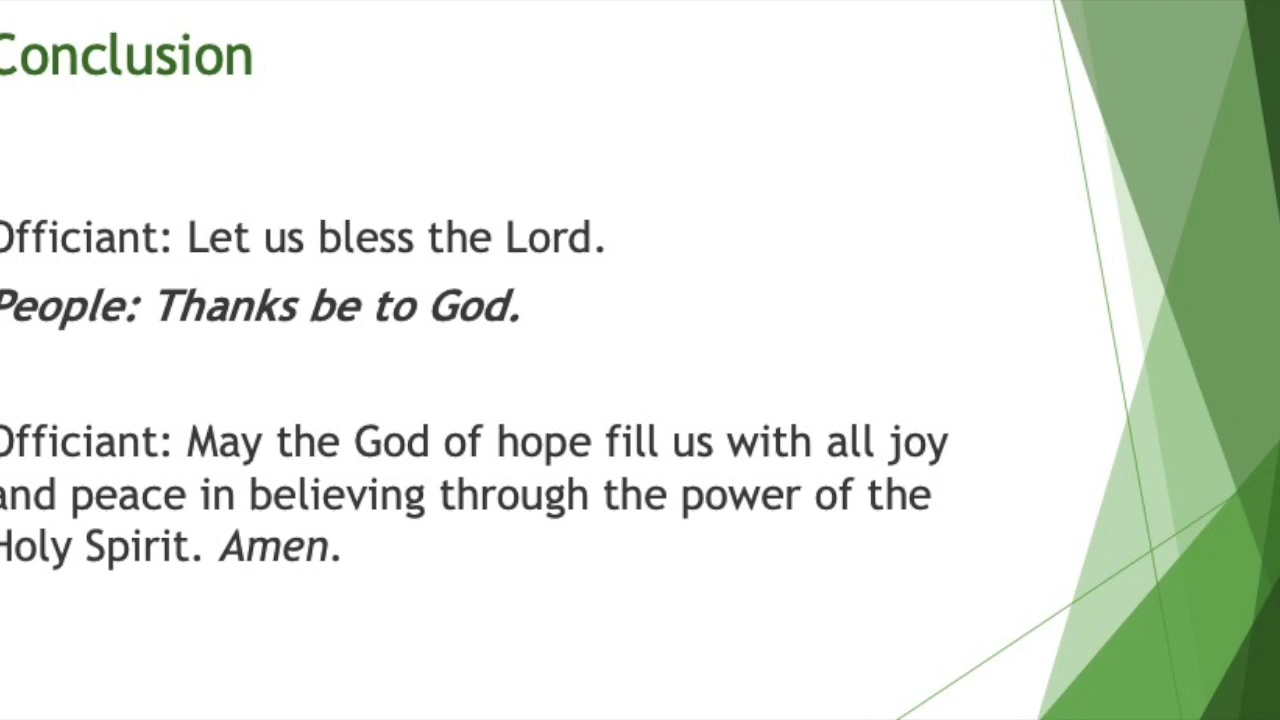 Conclusion
Officiant: Let us bless the Lord.
People: Thanks be to God.
Officiant: May the God of hope fill us with all joy
and peace in believing through the power of the
Holy Spirit. Amen.